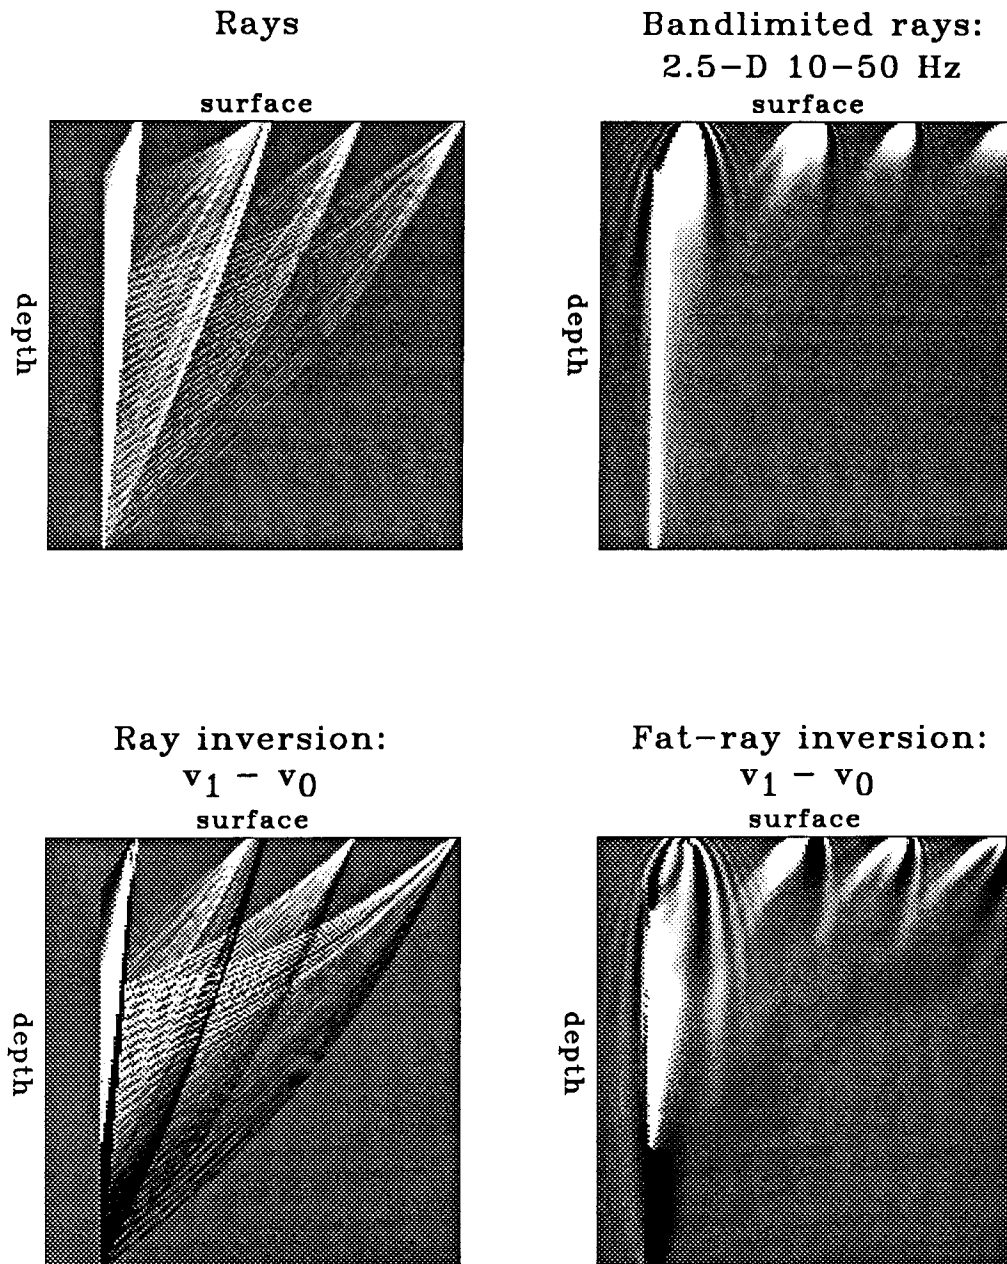 Rays
surface
depth
Bandlimited rays:
2.5-D 10-50 Hz
surface
depth
Ray inversion:
v1 - v0
surface
depth
Fat-ray inversion:
v1 - v0
surface
depth